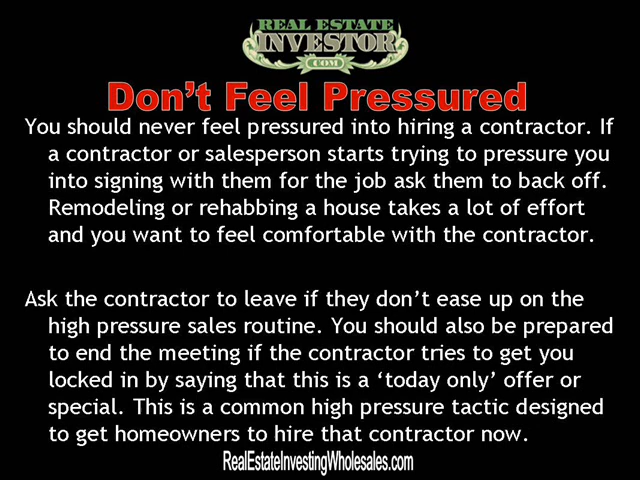 REAL ESTATE
INVESTOR
COM
Don't Feel Pressured
You should never feel pressured into hiring a contractor. If
a contractor or salesperson starts trying to pressure you
into signing with them for the job ask them to back off.
Remodeling or rehabbing a house takes a lot of effort
and you want to feel comfortable with the contractor.
Ask the contractor to leave if they don't ease up on the
high pressure sales routine. You should also be prepared
to end the meeting if the contractor tries to get you
locked in by saying that this is a ‘today only’ offer or
special. This is a common high pressure tactic designed
to get homeowners to hire that contractor now.
RealEstateInvestingWholesales.com